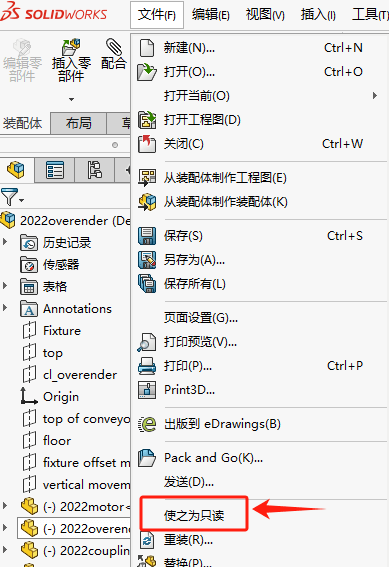 SOLIDWORKS
文件(F)
编辑(E)
视图(V)
插入(I)
工具(T)
编辑零部件
插入零部件
配合
装配体
布局
2022overender (De
历史记录
传感器
表格
Annotations
Fixture
top
cl_overender
Origin
top of conveyo
floor
fixture offset m
vertical movem
(-) 2022motor<
(-) 2022overend
(-) 2022couplin
新建(N)... Ctrl+N
打开(O)... Ctrl+O
打开当前(O)
打开工程图(D)
关闭(C) Ctrl+W
从装配体制作工程图(E)
从装配体制作装配体(K)
保存(S) Ctrl+S
另存为(A)...
保存所有(L)
页面设置(G)...
打印预览(V)...
打印(P)... Ctrl+P
Print3D...
出版到 eDrawings(B)
Pack and Go(K)...
发送(D)...
使之为只读
重装(R)...
替换(P)...